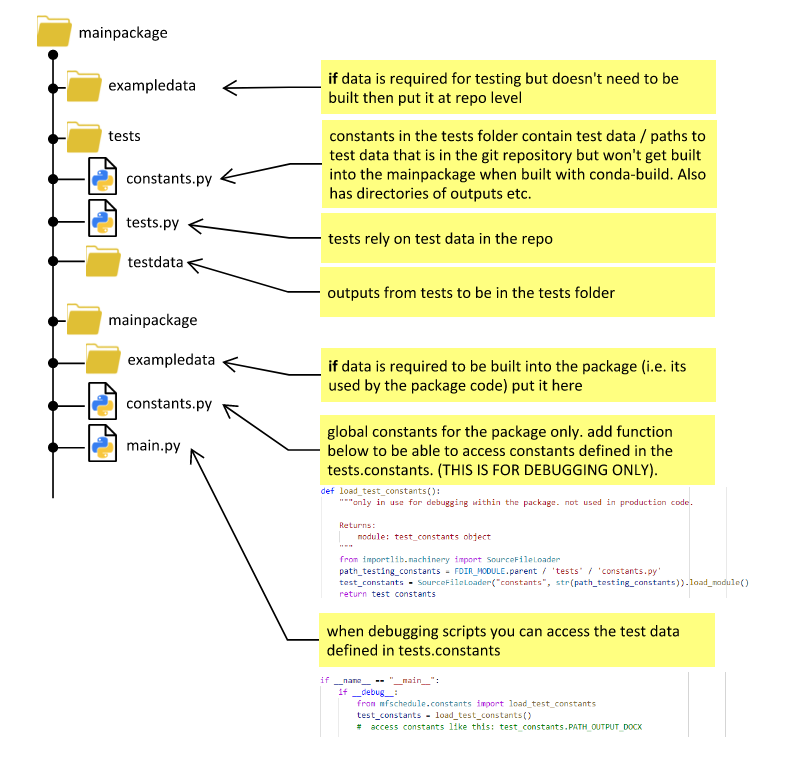 mainpackage
exampledata
if data is required for testing but doesn't need to be
built then put it at repo level
tests
constants.py
constants in the tests folder contain test data / paths to
test data that is in the git repository but won't get built
into the mainpackage when built with conda-build. Also
has directories of outputs etc.
tests.py
tests rely on test data in the repo
testdata
outputs from tests to be in the tests folder
mainpackage
exampledata
if data is required to be built into the package (i.e. its
used by the package code) put it here
constants.py
global constants for the package only. add function
below to be able to access constants defined in the
tests.constants. (THIS IS FOR DEBUGGING ONLY).
def load_test_constants():
"""only in use for debugging within the package. not used in production code.
Returns:
module: test_constants object
"""
from importlib.machinery import SourceFileLoader
path_testing_constants = FDIR_MODULE.parent / 'tests' / 'constants.py'
test_constants = SourceFileLoader("constants", str(path_testing_constants)).load_module()
return test constants
main.py
when debugging scripts you can access the test data
defined in tests.constants
if __name__ == "__main__":
if __debug__:
from mfschedule.constants import load_test_constants
test_constants = load_test_constants()
# access constants like this: test_constants.PATH_OUTPUT_DOCX